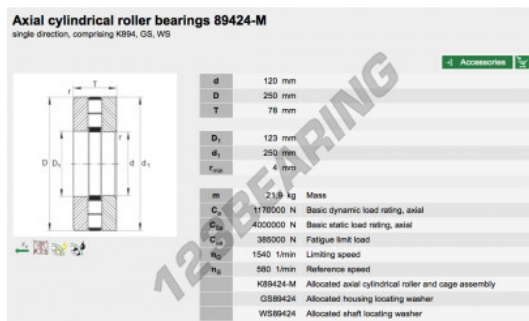 Axial cylindrical roller bearings 89424-M
single direction, comprising K894, GS, WS
Accessories
T
r
r
D D₁ d d₁
d 120 mm
D 250 mm
T 78 mm
D₁ 123 mm
d₁ 250 mm
rmin 4 mm
m 21,9 kg Mass
Ca 1170000 N Basic dynamic load rating, axial
C0a 4000000 N Basic static load rating, axial
Cua 385000 N Fatigue limit load
nG 1540 1/min Limiting speed
nB 580 1/min Reference speed
K89424-M Allocated axial cylindrical roller and cage assembly
GS89424 Allocated housing locating washer
WS89424 Allocated shaft locating washer
123BEARING